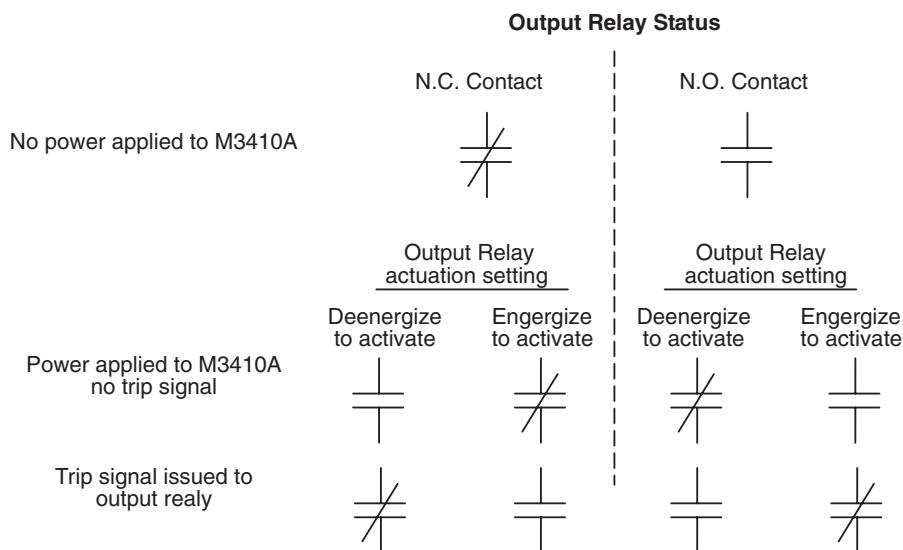 Output Relay Status
N.C. Contact
N.O. Contact
No power applied to M3410A
Output Relay
actuation setting
Output Relay
actuation setting
Deenergize
to activate
Engergize
to activate
Deenergize
to activate
Engergize
to activate
Power applied to M3410A
no trip signal
Trip signal issued to
output realy